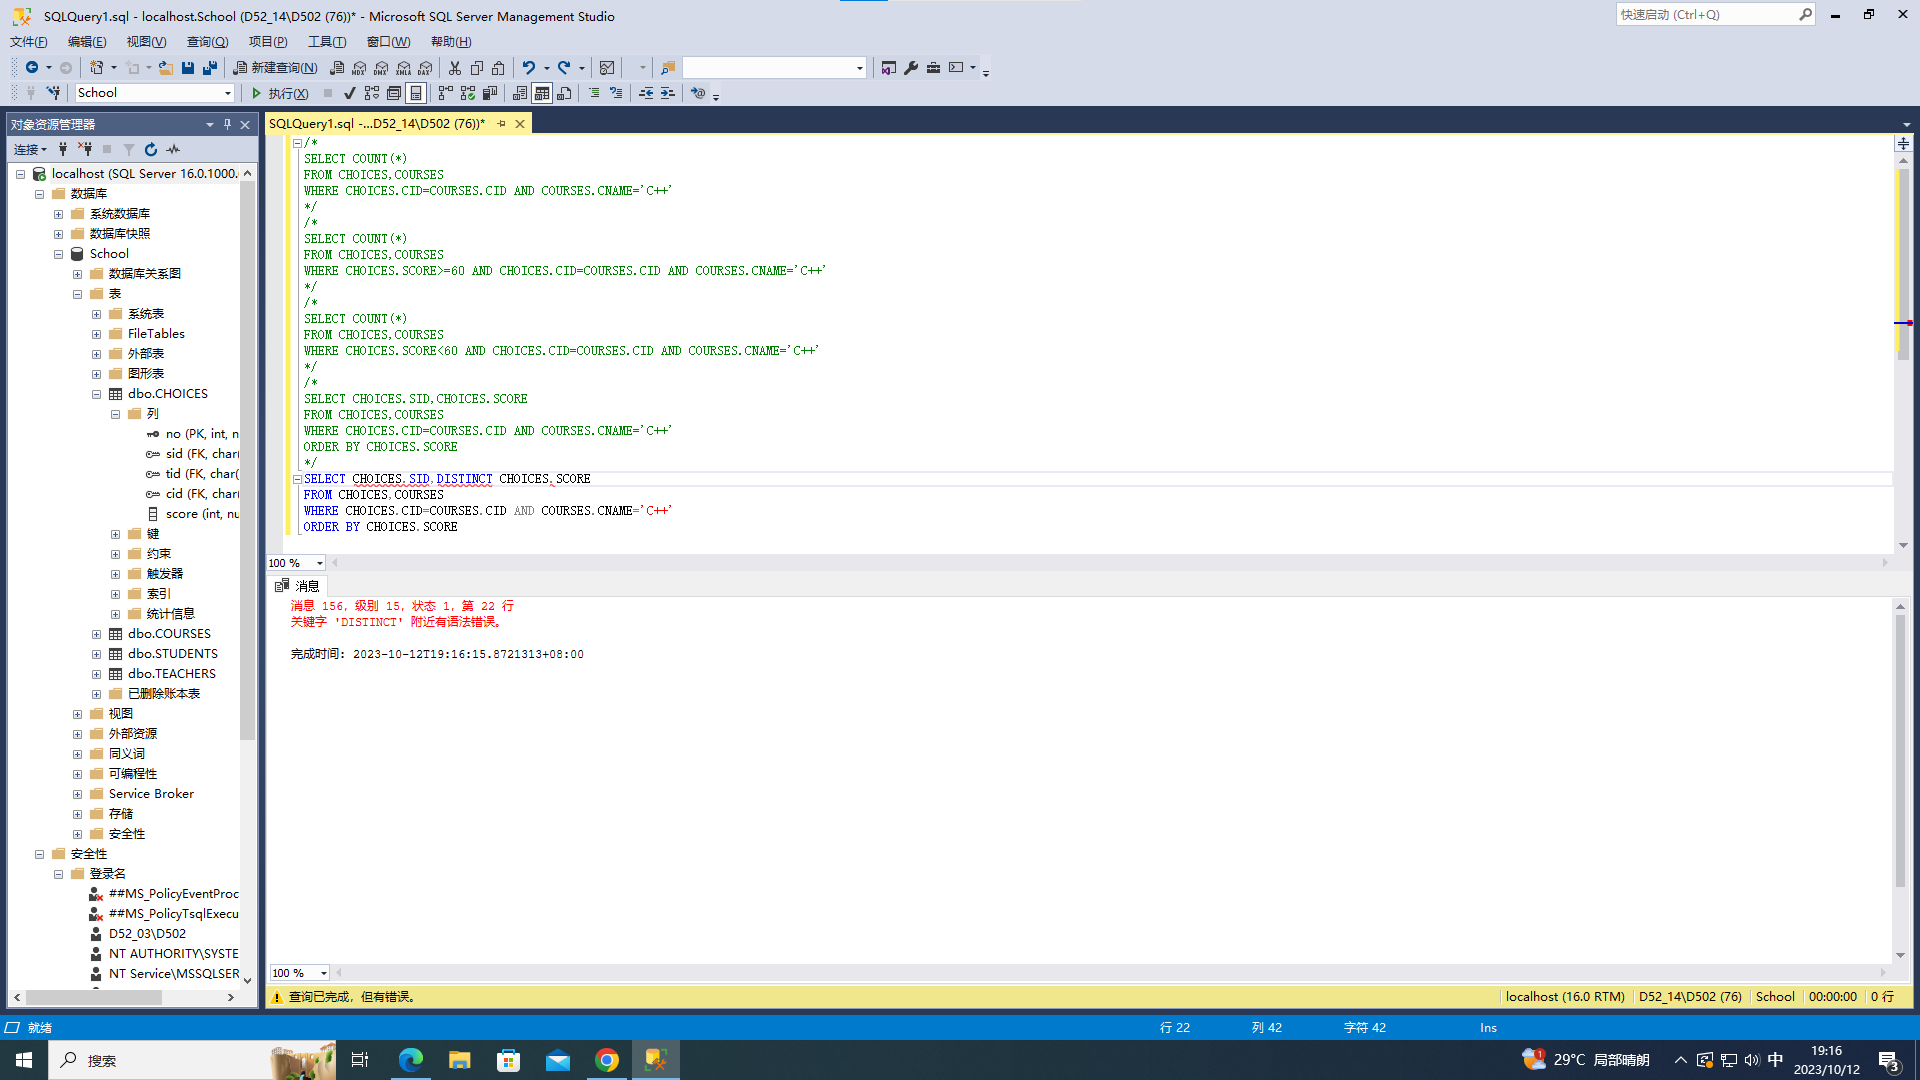 SQLQuery1.sql - localhost.School (D52_14\D502 (76))* - Microsoft SQL Server Management Studio
快速启动 (Ctrl+Q)
文件(F) 编辑(E) 视图(V) 查询(Q) 项目(P) 工具(T) 窗口(W) 帮助(H)
新建查询(N) MDX DMX XMLA DAX
School 执行(X)
对象资源管理器
连接
localhost (SQL Server 16.0.1000.
数据库
系统数据库
数据库快照
School
数据库关系图
表
系统表
FileTables
外部表
图形表
dbo.CHOICES
列
no (PK, int, n
sid (FK, char(
tid (FK, char(
cid (FK, char(
score (int, nu
键
约束
触发器
索引
统计信息
dbo.COURSES
dbo.STUDENTS
dbo.TEACHERS
已删除账本表
视图
外部资源
同义词
可编程性
Service Broker
存储
安全性
安全性
登录名
##MS_PolicyEventProc
##MS_PolicyTsqlExecu
D52_03\D502
NT AUTHORITY\SYSTE
NT Service\MSSQLSER
SQLQuery1.sql -...D52_14\D502 (76))*
/*
SELECT COUNT(*)
FROM CHOICES,COURSES
WHERE CHOICES.CID=COURSES.CID AND COURSES.CNAME='C++'
*/
/*
SELECT COUNT(*)
FROM CHOICES,COURSES
WHERE CHOICES.SCORE>=60 AND CHOICES.CID=COURSES.CID AND COURSES.CNAME='C++'
*/
/*
SELECT COUNT(*)
FROM CHOICES,COURSES
WHERE CHOICES.SCORE<60 AND CHOICES.CID=COURSES.CID AND COURSES.CNAME='C++'
*/
/*
SELECT CHOICES.SID,CHOICES.SCORE
FROM CHOICES,COURSES
WHERE CHOICES.CID=COURSES.CID AND COURSES.CNAME='C++'
ORDER BY CHOICES.SCORE
*/
SELECT CHOICES.SID,DISTINCT CHOICES.SCORE
FROM CHOICES,COURSES
WHERE CHOICES.CID=COURSES.CID AND COURSES.CNAME='C++'
ORDER BY CHOICES.SCORE
100 %
消息
消息 156，级别 15，状态 1，第 22 行
关键字 'DISTINCT' 附近有语法错误。
完成时间: 2023-10-12T19:16:15.8721313+08:00
100 %
查询已完成，但有错误。 localhost (16.0 RTM) D52_14\D502 (76) School 00:00:00 0 行
就绪 行 22 列 42 字符 42 Ins
搜索 1 29°C 局部晴朗 中 19:16
2023/10/12 3